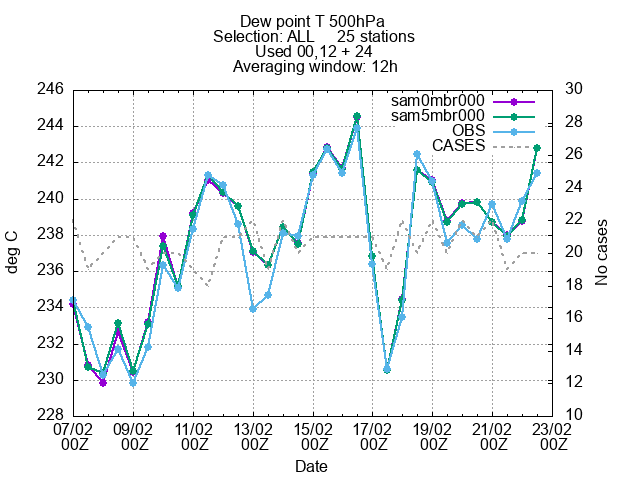 Dew point T 500hPa
Selection: ALL     25 stations
Used 00,12 + 24
Averaging window: 12h
246 30
sam0mbr000
sam5mbr000
OBS
CASES
244 28
26
242
24
240
22
238
20
236
18
234
16
232
14
230
12
228 10
deg C
No cases
07/02 09/02 11/02 13/02 15/02 17/02 19/02 21/02 23/02
00Z 00Z 00Z 00Z 00Z 00Z 00Z 00Z 00Z
Date